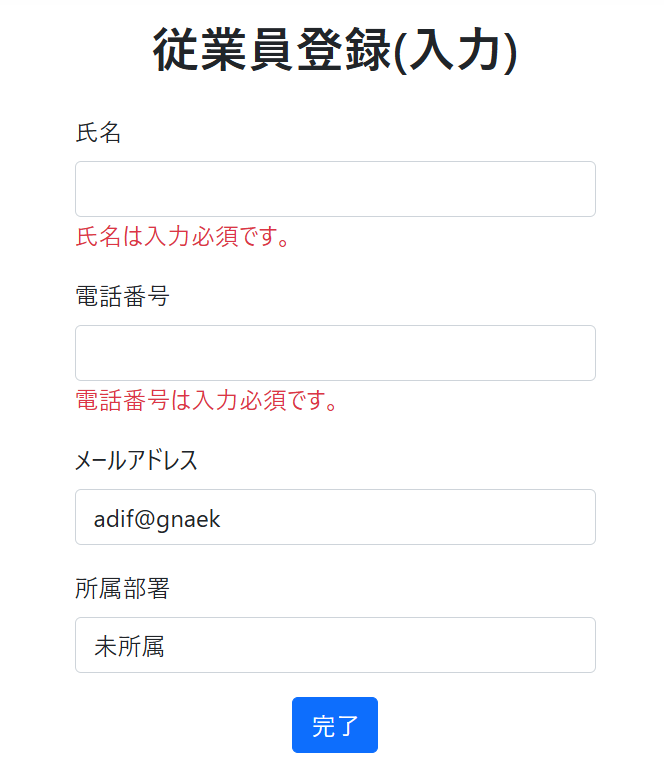 従業員登録(入力)
氏名
氏名は入力必須です。
電話番号
電話番号は入力必須です。
メールアドレス
adif@gnaek
所属部署
未所属
完了